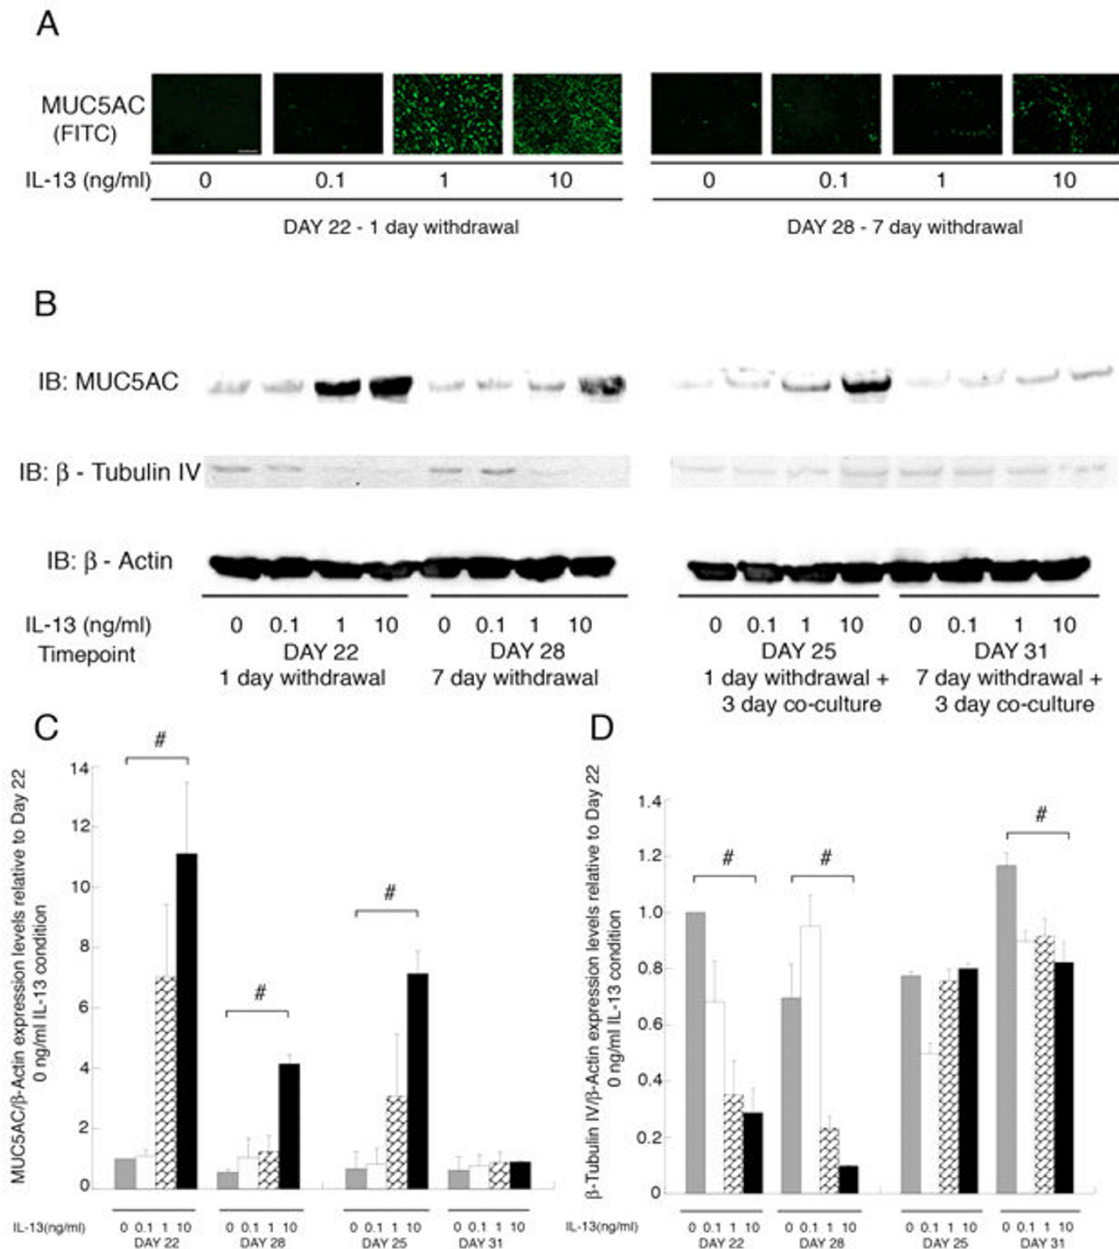 A
MUC5AC
(FITC)
IL-13 (ng/ml) 0 0.1 1 10 0 0.1 1 10
DAY 22 - 1 day withdrawal DAY 28 - 7 day withdrawal
B
IB: MUC5AC
IB: β - Tubulin IV
IB: β - Actin
IL-13 (ng/ml) 0 0.1 1 10 0 0.1 1 10 0 0.1 1 10 0 0.1 1 10
Timepoint DAY 22 DAY 28 DAY 25 DAY 31
1 day withdrawal 7 day withdrawal 1 day withdrawal + 7 day withdrawal +
3 day co-culture 3 day co-culture
C
MUC5AC/β-Actin expression levels relative to Day 22
0 ng/ml IL-13 condition
14
12
10
8
6
4
2
0
# # #
IL-13(ng/ml) 0 0.1 1 10 0 0.1 1 10 0 0.1 1 10 0 0.1 1 10
DAY 22 DAY 28 DAY 25 DAY 31
D
β-Tubulin IV/β-Actin expression levels relative to Day 22
0 ng/ml IL-13 condition
1.4
1.2
1.0
0.8
0.6
0.4
0.2
0
# # #
IL-13(ng/ml) 0 0.1 1 10 0 0.1 1 10 0 0.1 1 10 0 0.1 1 10
DAY 22 DAY 28 DAY 25 DAY 31